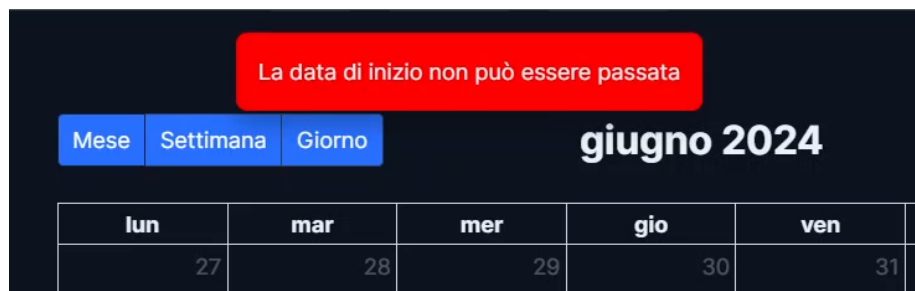 La data di inizio non può essere passata
Mese Settimana Giorno
giugno 2024
lun mar mer gio ven
27 28 29 30 31